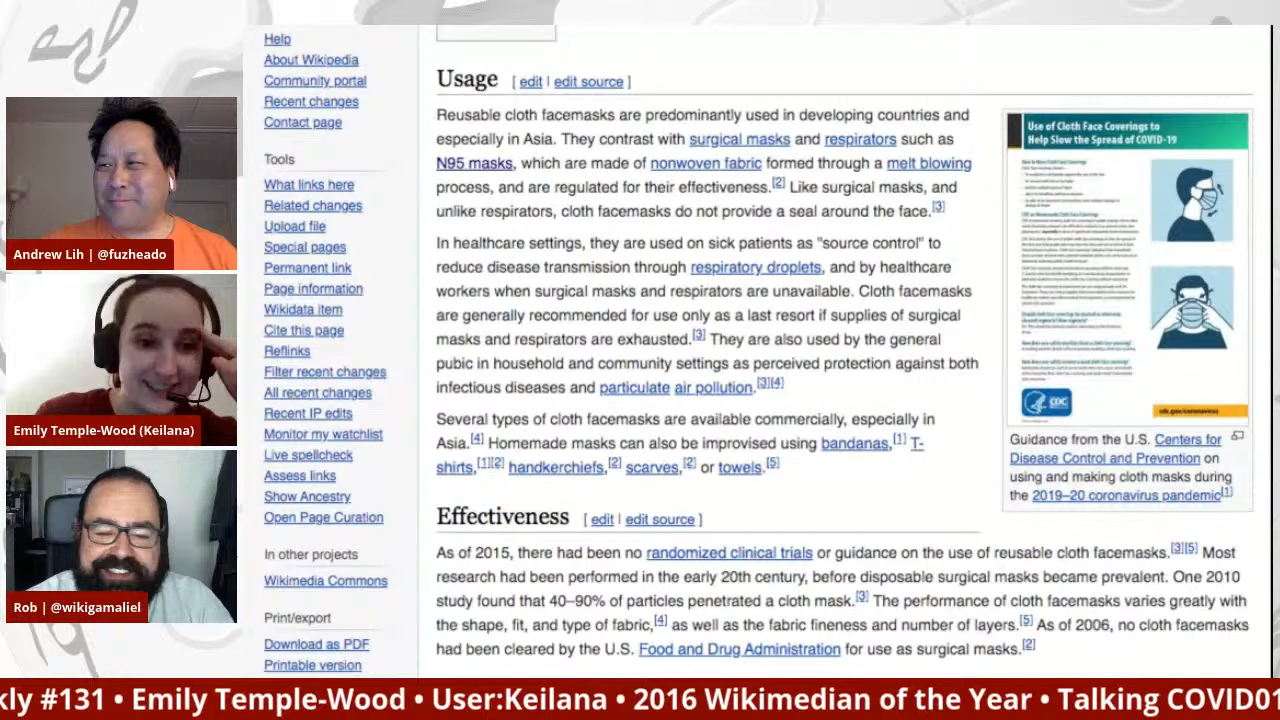 Help
About Wikipedia
Community portal
Recent changes
Contact page
Tools
What links here
Related changes
Upload file
Special pages
Permanent link
Page information
Wikidata item
Cite this page
Reflinks
Filter recent changes
All recent changes
Recent IP edits
Monitor my watchlist
Live spellcheck
Assess links
Show Ancestry
Open Page Curation
In other projects
Wikimedia Commons
Print/export
Download as PDF
Printable version
Usage [ edit | edit source ]
Reusable cloth facemasks are predominantly used in developing countries and
especially in Asia. They contrast with surgical masks and respirators such as
N95 masks, which are made of nonwoven fabric formed through a melt blowing
process, and are regulated for their effectiveness.[2] Like surgical masks, and
unlike respirators, cloth facemasks do not provide a seal around the face.[3]
In healthcare settings, they are used on sick patients as "source control" to
reduce disease transmission through respiratory droplets, and by healthcare
workers when surgical masks and respirators are unavailable. Cloth facemasks
are generally recommended for use only as a last resort if supplies of surgical
masks and respirators are exhausted.[3] They are also used by the general
public in household and community settings as perceived protection against both
infectious diseases and particulate air pollution.[3][4]
Several types of cloth facemasks are available commercially, especially in
Asia.[4] Homemade masks can also be improvised using bandanas,[1] T-
shirts,[1][2] handkerchiefs,[2] scarves,[2] or towels.[5]
Use of Cloth Face Coverings to
Help Slow the Spread of COVID-19
CDC
cdc.gov/coronavirus
Guidance from the U.S. Centers for
Disease Control and Prevention on
using and making cloth masks during
the 2019–20 coronavirus pandemic[1]
Effectiveness [ edit | edit source ]
As of 2015, there had been no randomized clinical trials or guidance on the use of reusable cloth facemasks.[3][5] Most
research had been performed in the early 20th century, before disposable surgical masks became prevalent. One 2010
study found that 40–90% of particles penetrated a cloth mask.[3] The performance of cloth facemasks varies greatly with
the shape, fit, and type of fabric,[4] as well as the fabric fineness and number of layers.[5] As of 2006, no cloth facemasks
had been cleared by the U.S. Food and Drug Administration for use as surgical masks.[2]
Andrew Lih | @fuzheado
Emily Temple-Wood (Keilana)
Rob | @wikigamaliel
kly #131 • Emily Temple-Wood • User:Keilana • 2016 Wikimedian of the Year • Talking COVID01